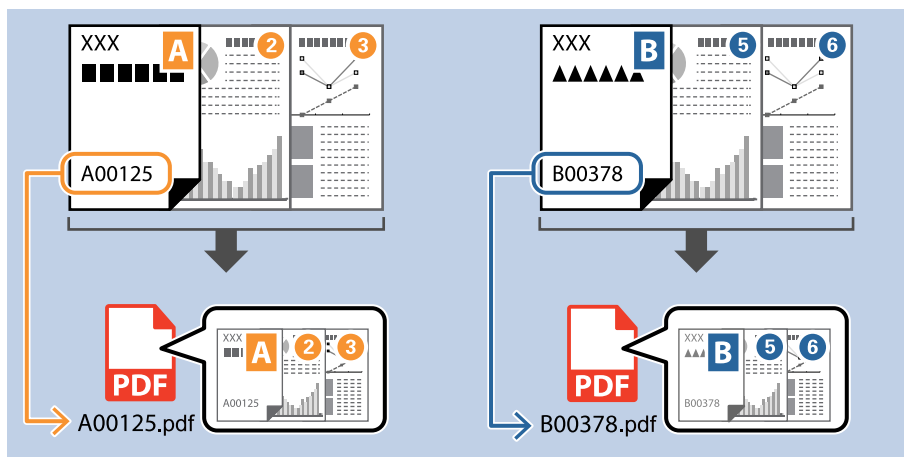 XXX A 2 3
A00125
XXX B 5 6
B00378
PDF
XXX A 2 3
A00125
A00125.pdf
PDF
XXX B 5 6
B00378
B00378.pdf